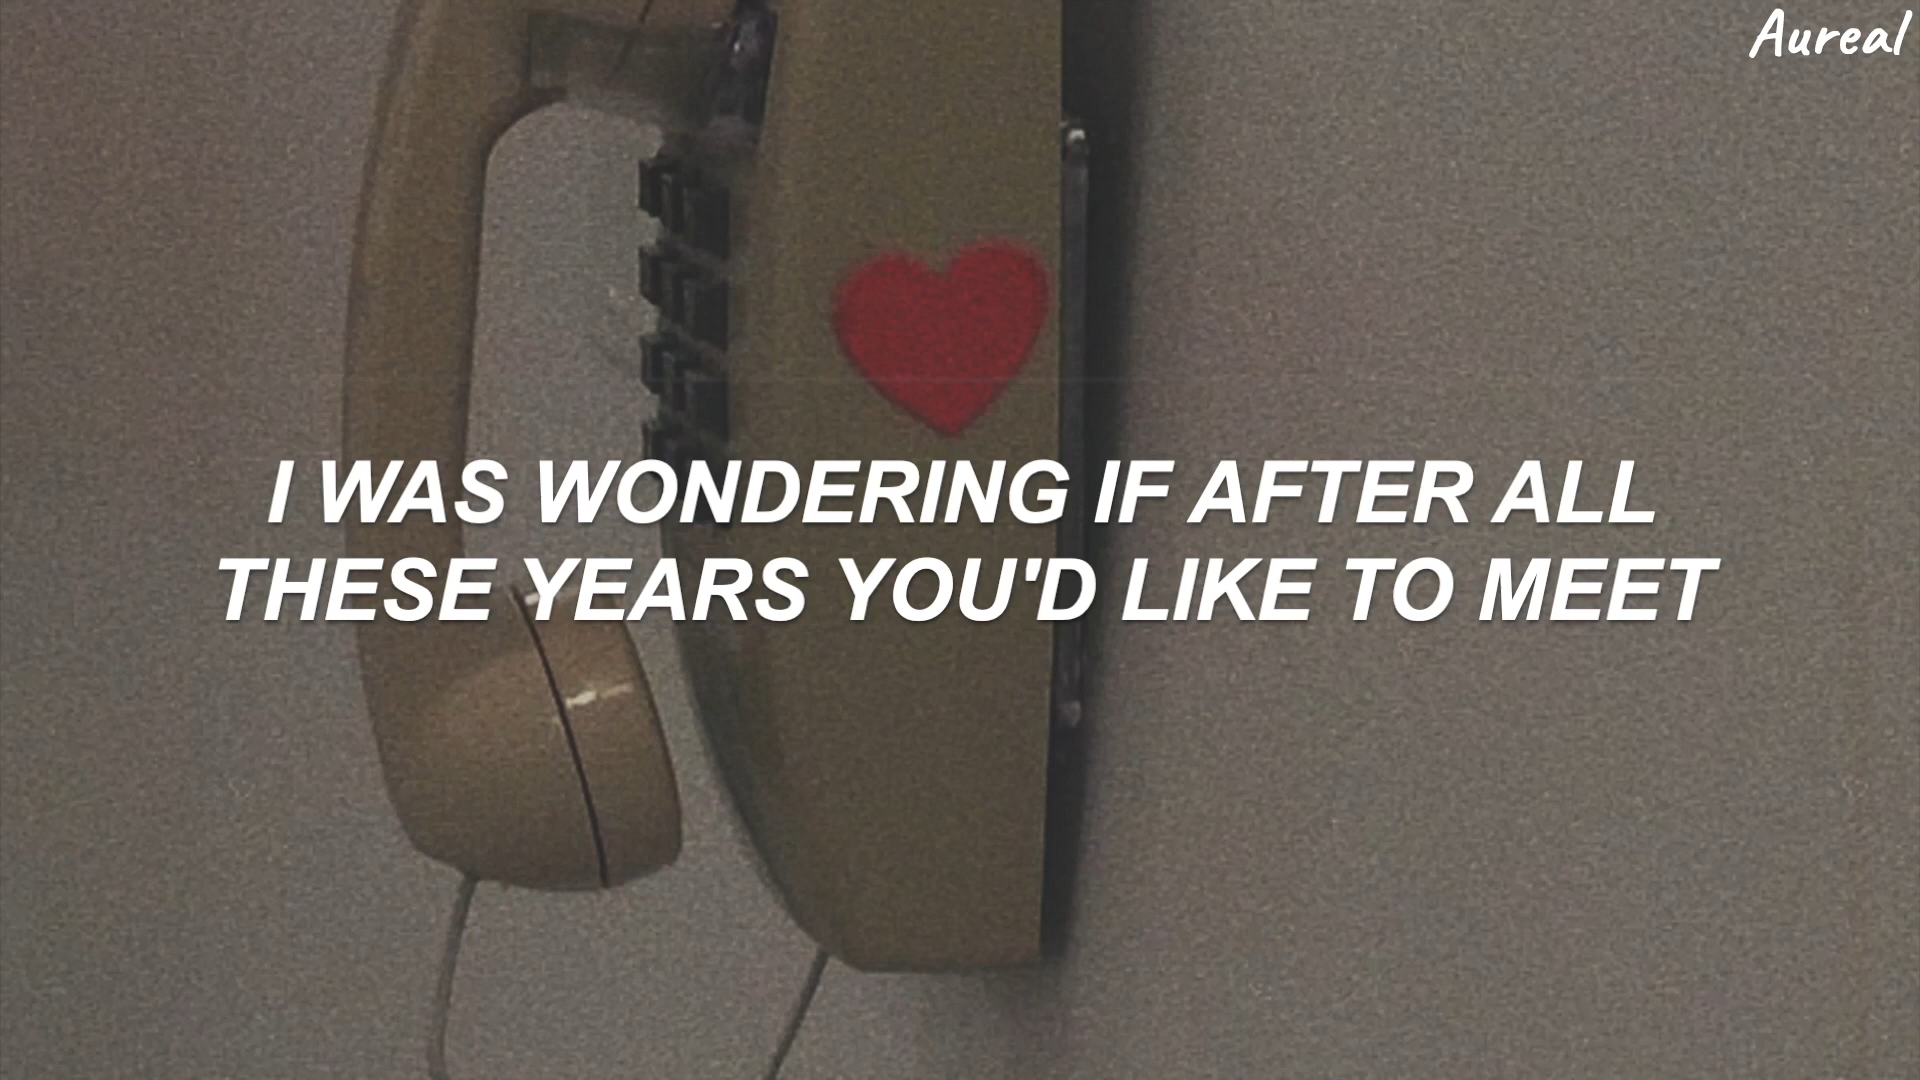 Aureal
I WAS WONDERING IF AFTER ALL
THESE YEARS YOU'D LIKE TO MEET